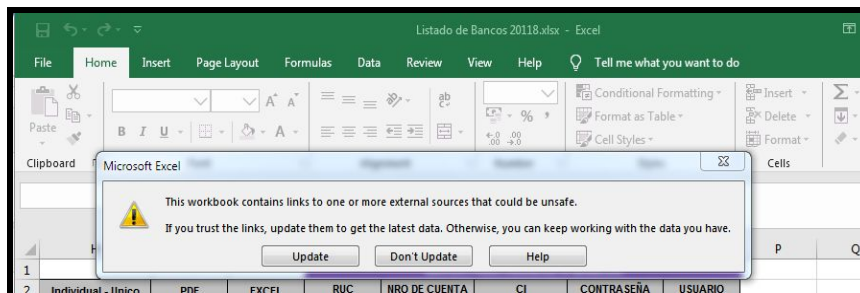 Listado de Bancos 20118.xlsx - Excel
File Home Insert Page Layout Formulas Data Review View Help Tell me what you want to do
Conditional Formatting Insert
Paste Format as Table Delete
B I U A % Cell Styles Format
Clipboard Cells
Microsoft Excel
This workbook contains links to one or more external sources that could be unsafe.
If you trust the links, update them to get the latest data. Otherwise, you can keep working with the data you have.
Update Don't Update Help
H P Q
1
2 Individual - Unico PDF EXCEL RUC NRO DE CUENTA CI CONTRASEÑA USUARIO